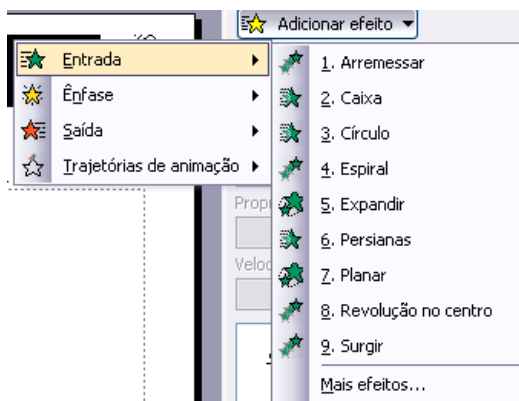 Adicionar efeito
Entrada
Ênfase
Saída
Trajetórias de animação
1. Arremessar
2. Caixa
3. Círculo
4. Espiral
5. Expandir
6. Persianas
7. Planar
8. Revolução no centro
9. Surgir
Mais efeitos...
Propr
Veloc